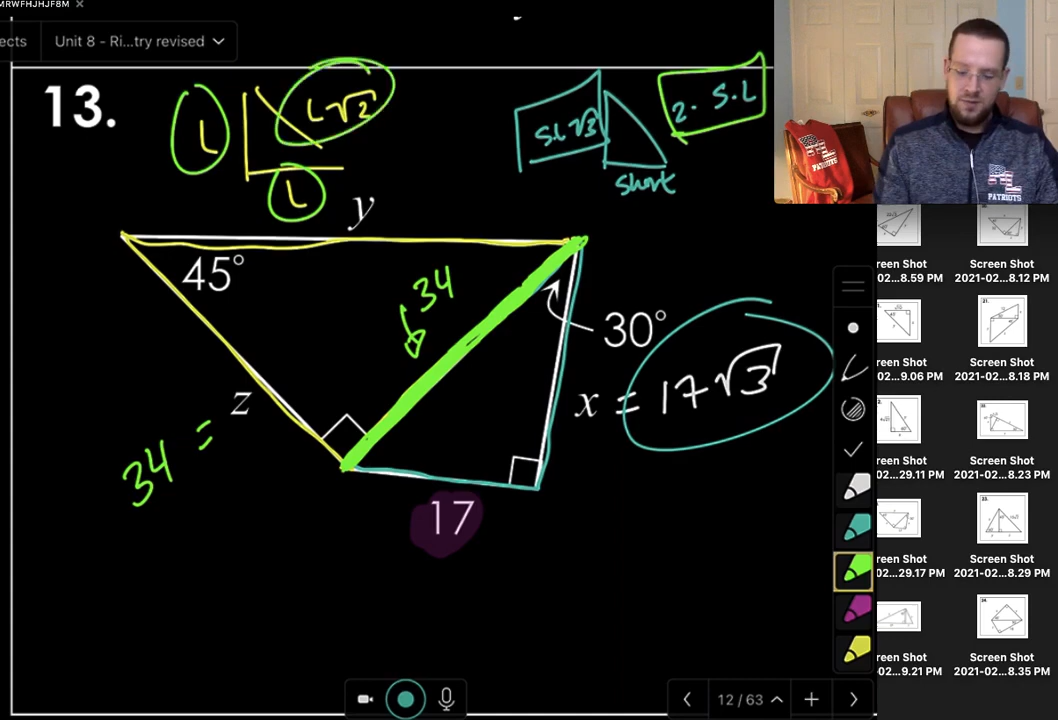 MRWFHJHJF8M ×
ects
Unit 8 - Ri...try revised
13.
L
L√2
L
S.L√3
2. S.L
short
PATRIOTS
PATRIOTS
y
45°
34
30°
z
34 =
x = 17√3
17
reen Shot
...8.59 PM
Screen Shot
2021-02...8.12 PM
reen Shot
02...9.06 PM
Screen Shot
2021-02...8.18 PM
reen Shot
02...29.11 PM
Screen Shot
2021-02...8.23 PM
reen Shot
02...29.17 PM
Screen Shot
2021-02...8.29 PM
reen Shot
02...9.21 PM
Screen Shot
2021-02...8.35 PM
12/63